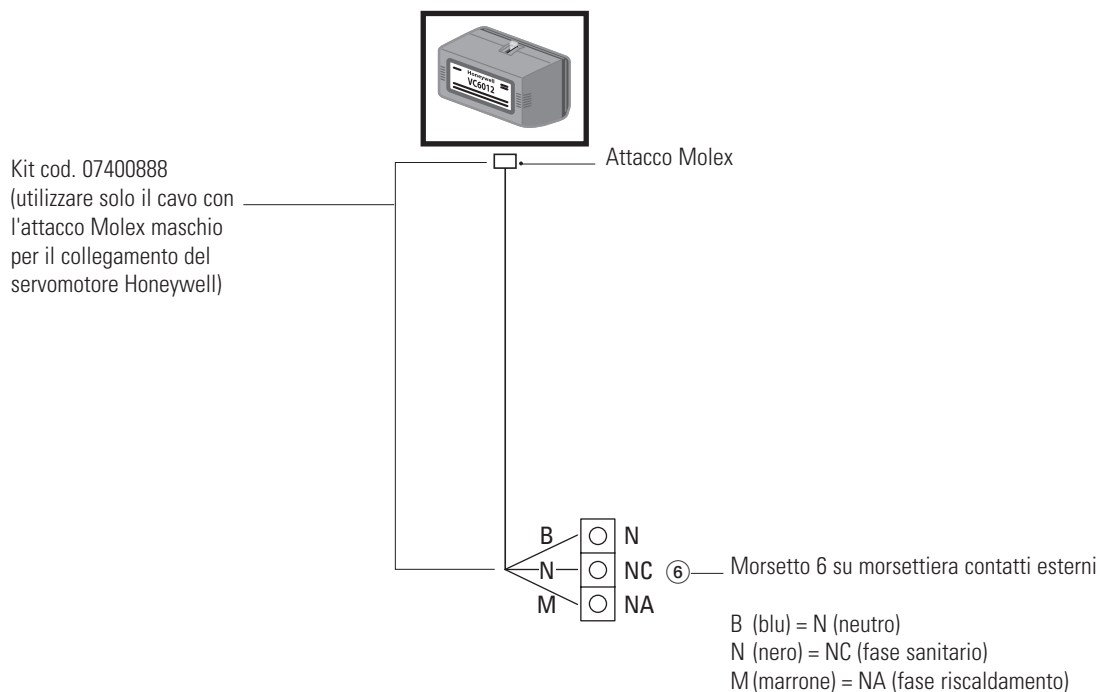 Honeywell
VC6012
Attacco Molex
Kit cod. 07400888
(utilizzare solo il cavo con
l'attacco Molex maschio
per il collegamento del
servomotore Honeywell)
B N
N NC 6 Morsetto 6 su morsettiera contatti esterni
M NA
B (blu) = N (neutro)
N (nero) = NC (fase sanitario)
M (marrone) = NA (fase riscaldamento)